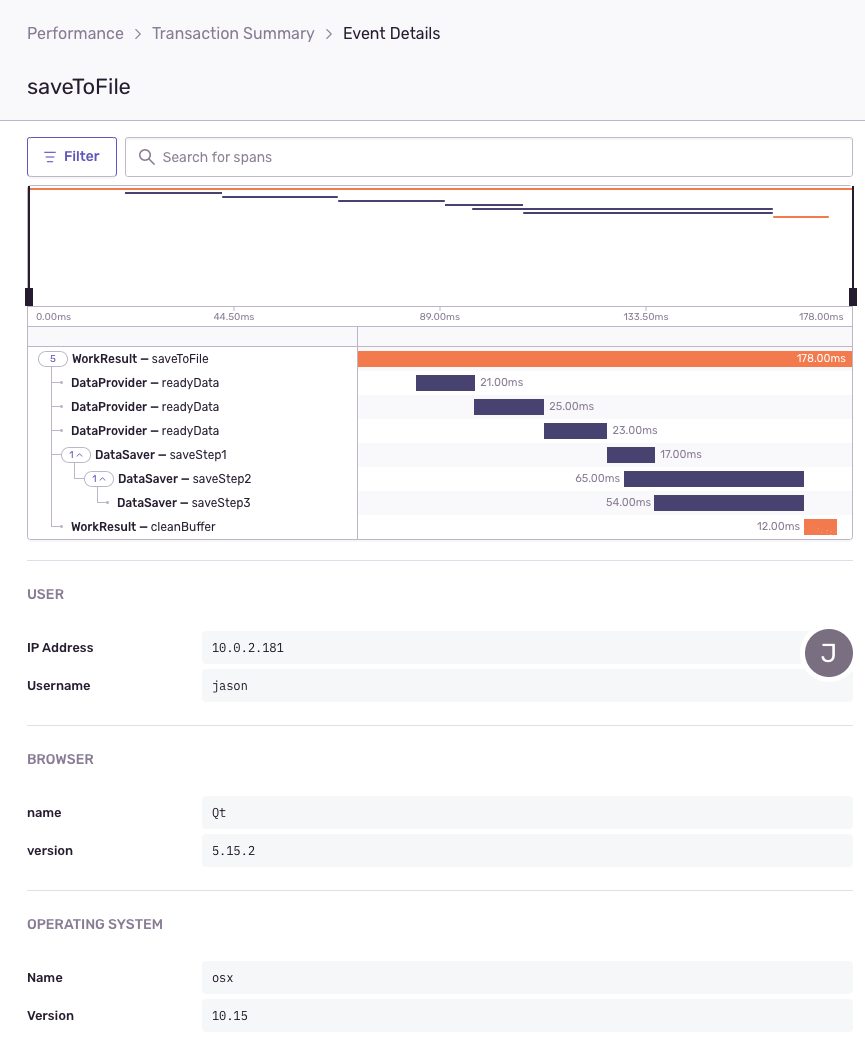 Performance > Transaction Summary > Event Details
saveToFile
Filter
Search for spans
0.00ms 44.50ms 89.00ms 133.50ms 178.00ms
5 WorkResult — saveToFile 178.00ms
DataProvider — readyData 21.00ms
DataProvider — readyData 25.00ms
DataProvider — readyData 23.00ms
1 DataSaver — saveStep1 17.00ms
1 DataSaver — saveStep2 65.00ms
DataSaver — saveStep3 54.00ms
WorkResult — cleanBuffer 12.00ms
USER
IP Address 10.0.2.181
J
Username jason
BROWSER
name Qt
version 5.15.2
OPERATING SYSTEM
Name osx
Version 10.15